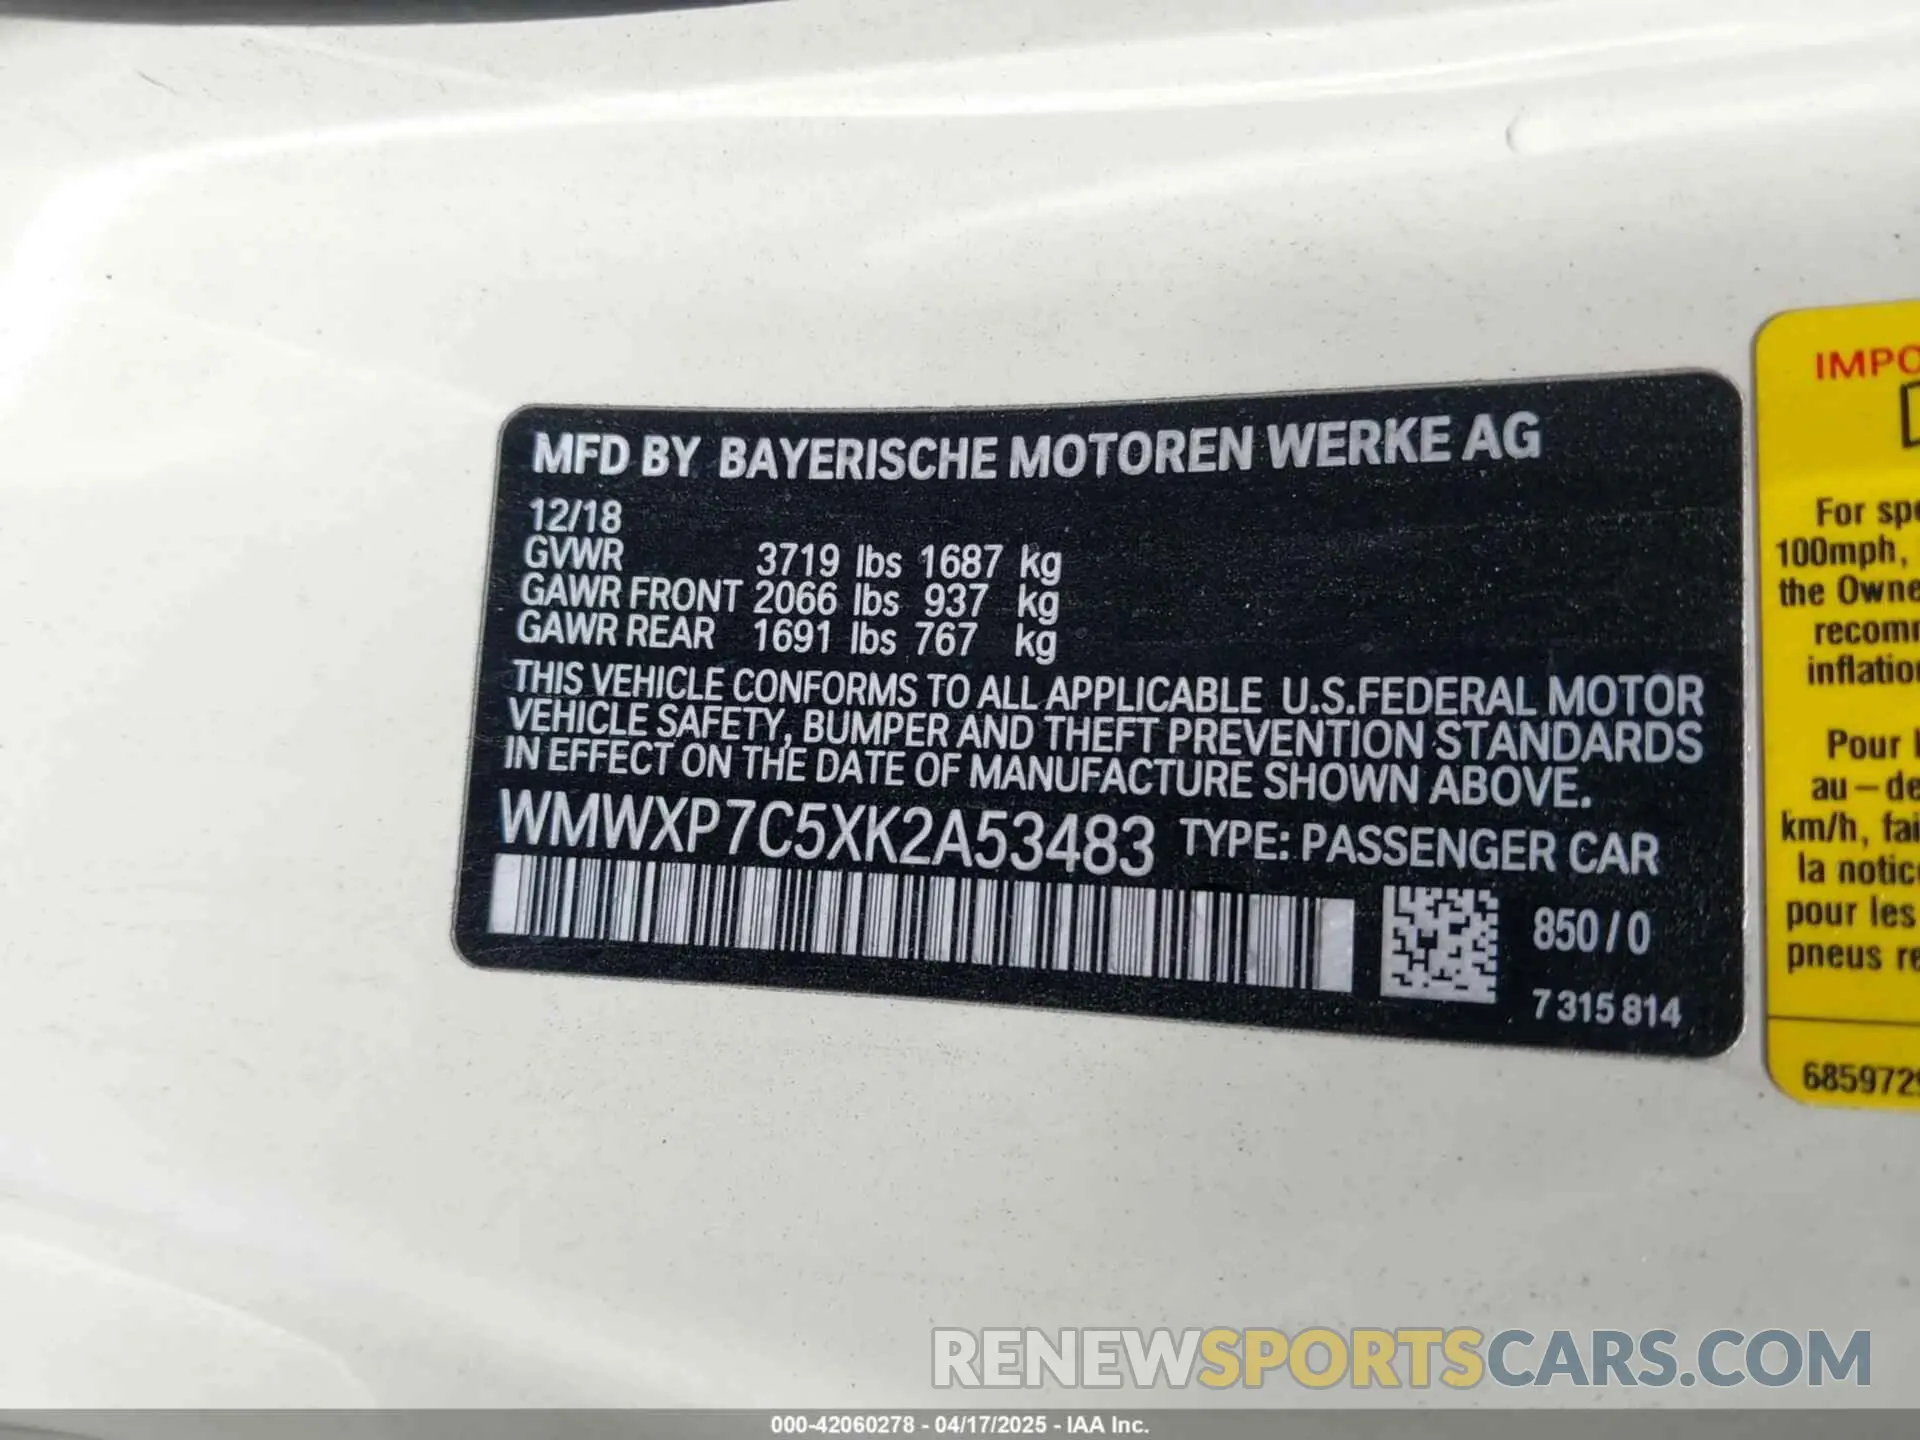 MFD BY BAYERISCHE MOTOREN WERKE AG
12/18
GVWR 3719 lbs 1687 kg
GAWR FRONT 2066 lbs 937 kg
GAWR REAR 1691 lbs 767 kg
THIS VEHICLE CONFORMS TO ALL APPLICABLE U.S.FEDERAL MOTOR
VEHICLE SAFETY, BUMPER AND THEFT PREVENTION STANDARDS
IN EFFECT ON THE DATE OF MANUFACTURE SHOWN ABOVE.
WMWXP7C5XK2A53483 TYPE: PASSENGER CAR
850/0
7 315 814
IMPO
For spe
100mph,
the Owne
recomm
inflation
Pour l
au-de
km/h, fai
la notice
pour les
pneus re
6859729
RENEWSPORTSCARS.COM
000-42060278 - 04/17/2025 - IAA Inc.